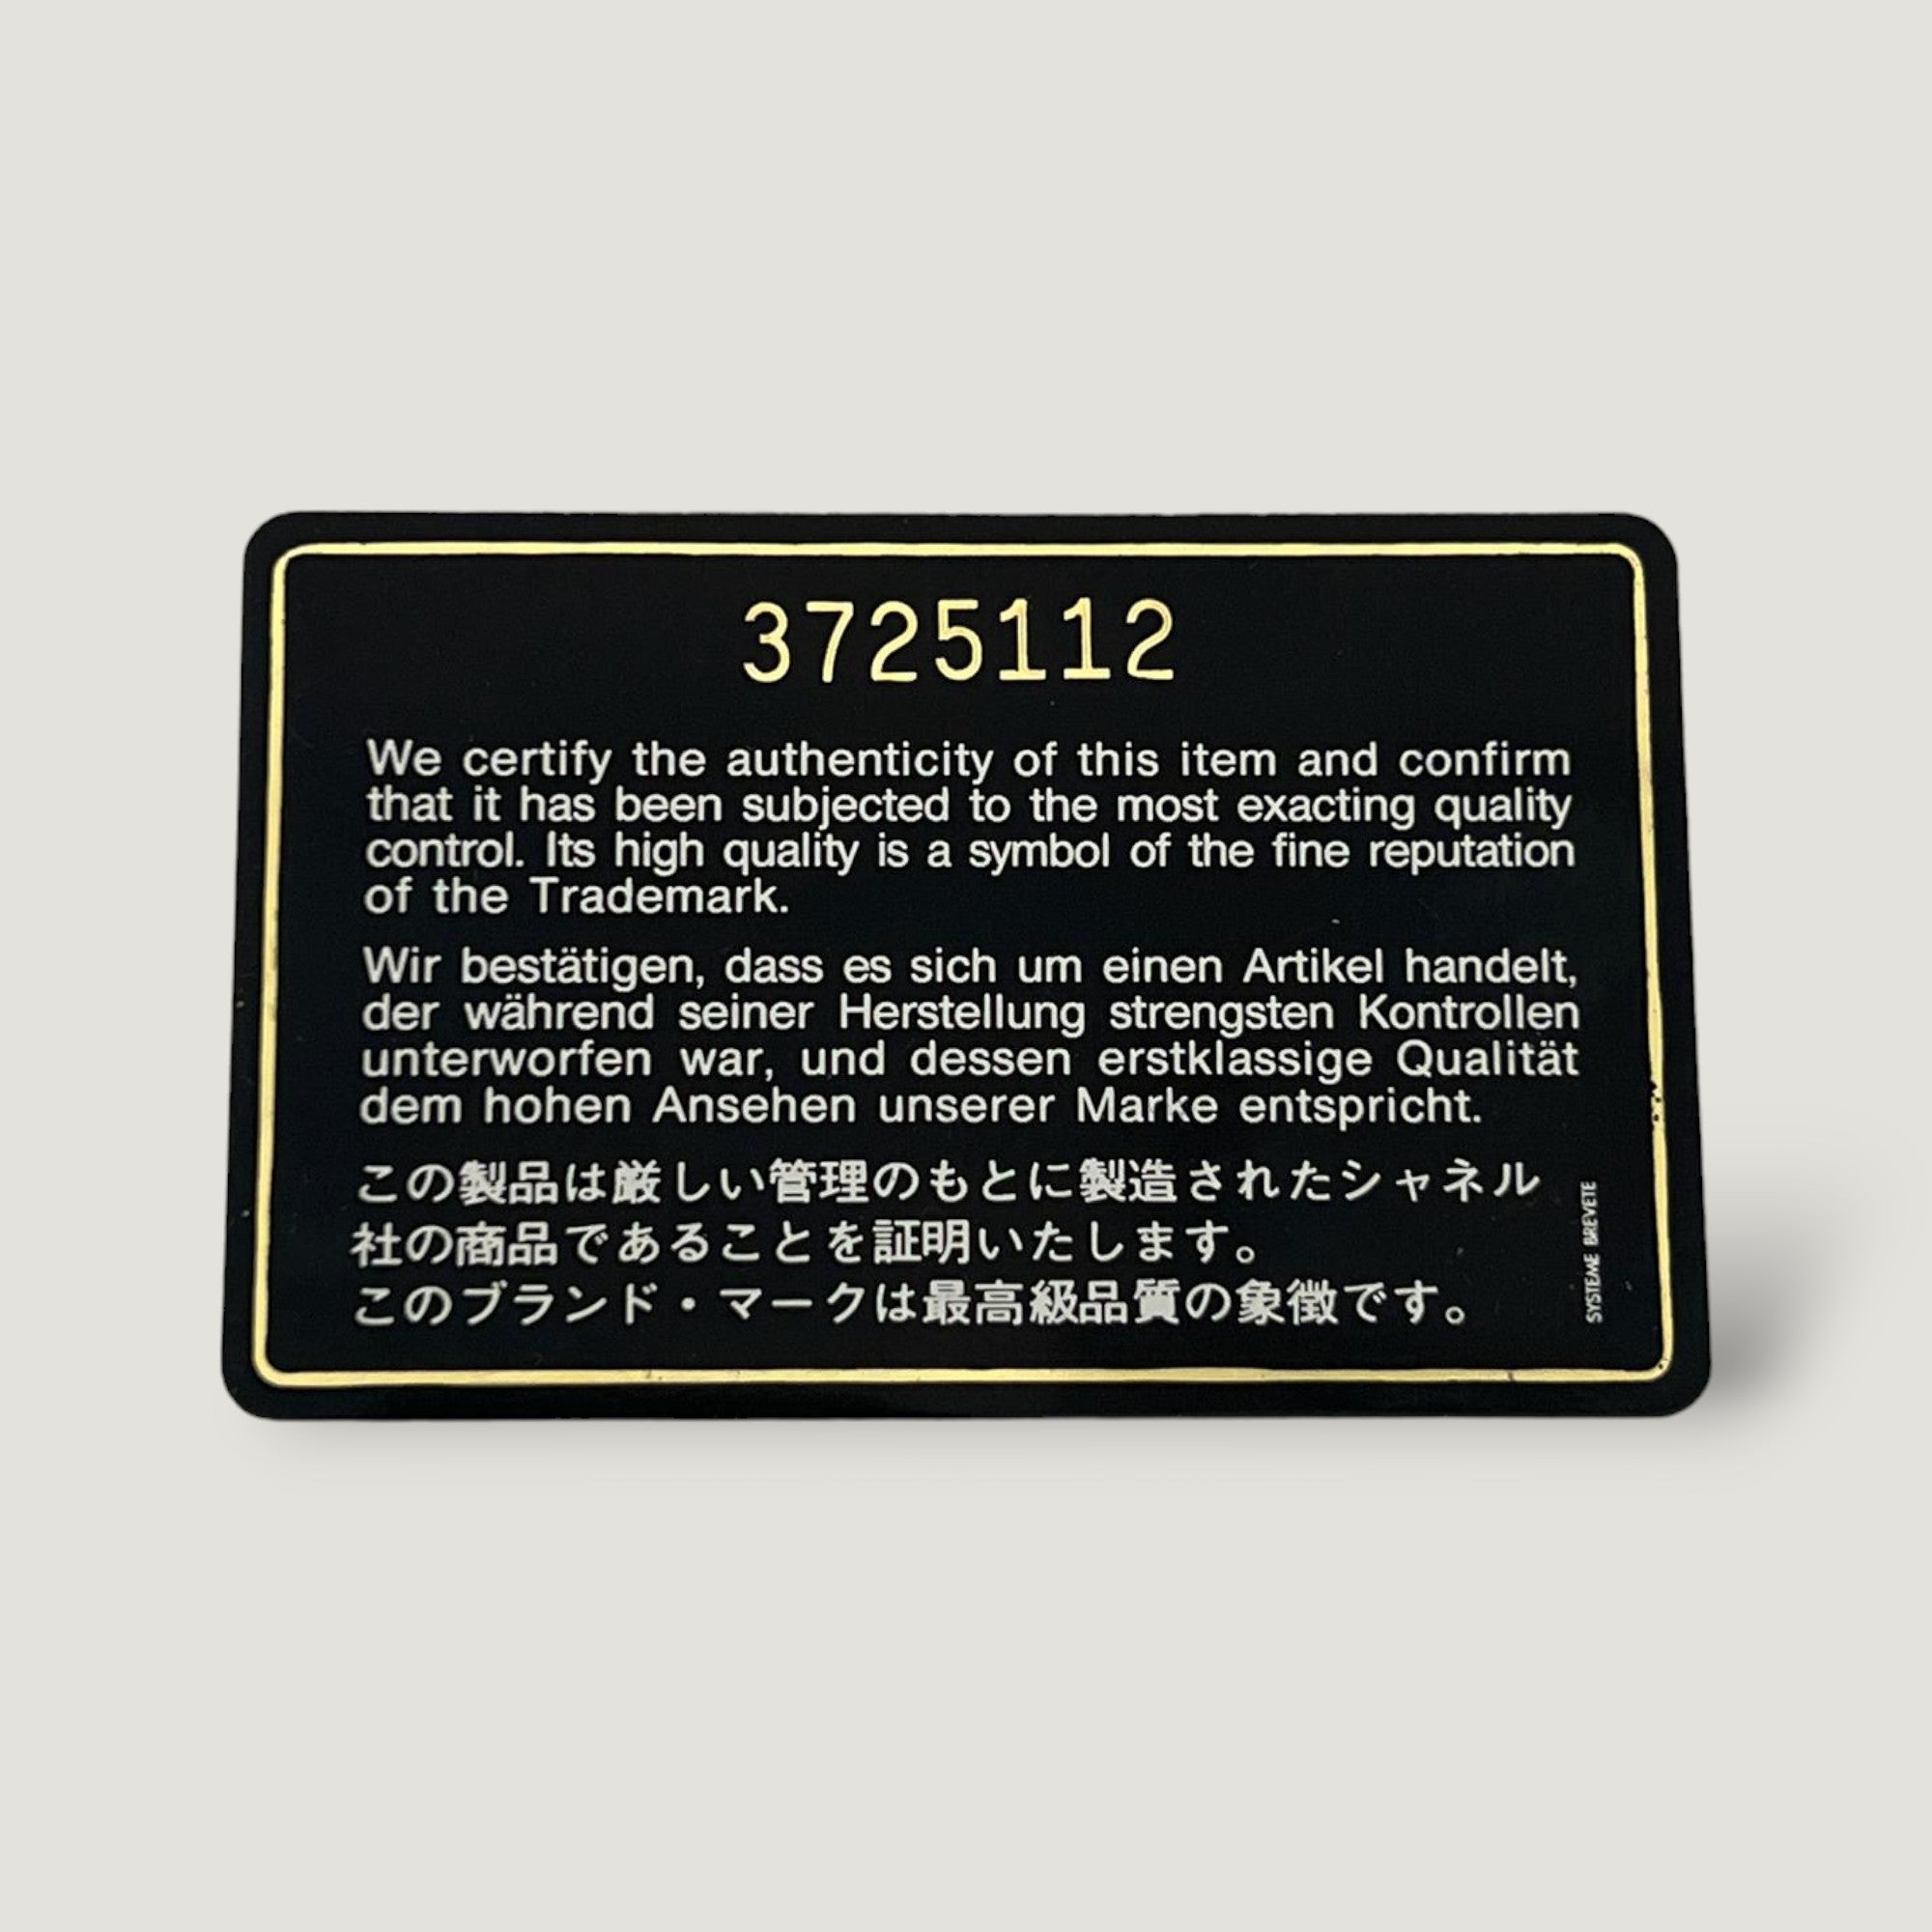 3725112
We certify the authenticity of this item and confirm
that it has been subjected to the most exacting quality
control. Its high quality is a symbol of the fine reputation
of the Trademark.
Wir bestätigen, dass es sich um einen Artikel handelt,
der während seiner Herstellung strengsten Kontrollen
unterworfen war, und dessen erstklassige Qualität
dem hohen Ansehen unserer Marke entspricht.
この製品は厳しい管理のもとに製造されたシャネル
社の商品であることを証明いたします。
このブランド・マークは最高級品質の象徴です。
SYSTEME BREVETE